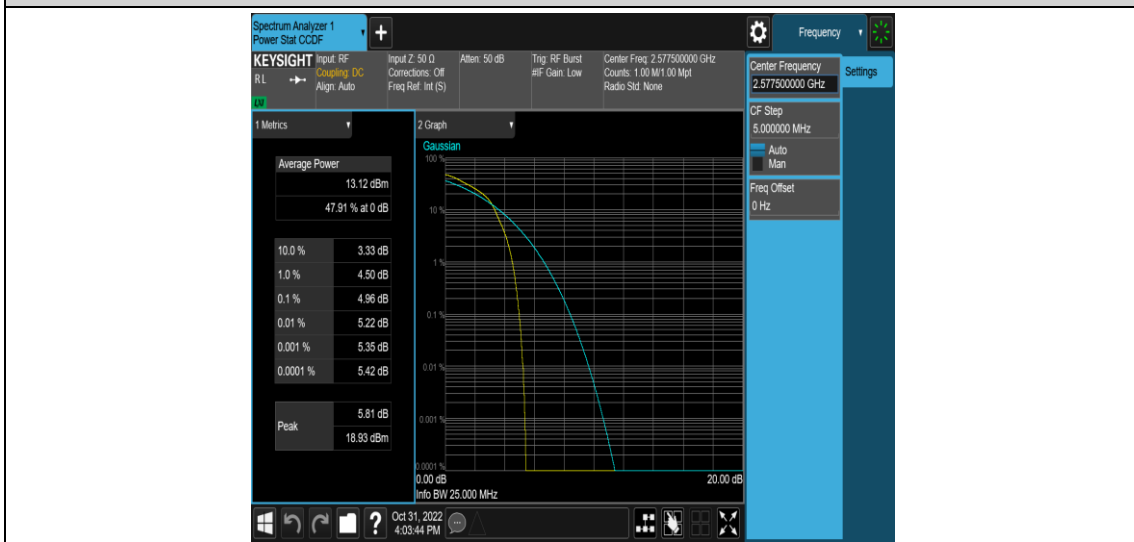 Spectrum Analyzer 1
Power Stat CCDF
+
Frequency
KEYSIGHT
RL
Input: RF
Coupling: DC
Align: Auto
Input Z: 50 Ω
Corrections: Off
Freq Ref: Int (S)
Atten: 50 dB
Trig: RF Burst
#IF Gain: Low
Center Freq: 2.577500000 GHz
Counts: 1.00 M/1.00 Mpt
Radio Std: None
Center Frequency
2.577500000 GHz
Settings
CF Step
5.000000 MHz
Auto
Man
Freq Offset
0 Hz
1 Metrics
Average Power
13.12 dBm
47.91 % at 0 dB
10.0 % 3.33 dB
1.0 % 4.50 dB
0.1 % 4.96 dB
0.01 % 5.22 dB
0.001 % 5.35 dB
0.0001 % 5.42 dB
Peak
5.81 dB
18.93 dBm
2 Graph
Gaussian
100 %
10 %
1 %
0.1 %
0.01 %
0.001 %
0.0001 %
0.00 dB 20.00 dB
Info BW 25.000 MHz
?
Oct 31, 2022
4:03:44 PM